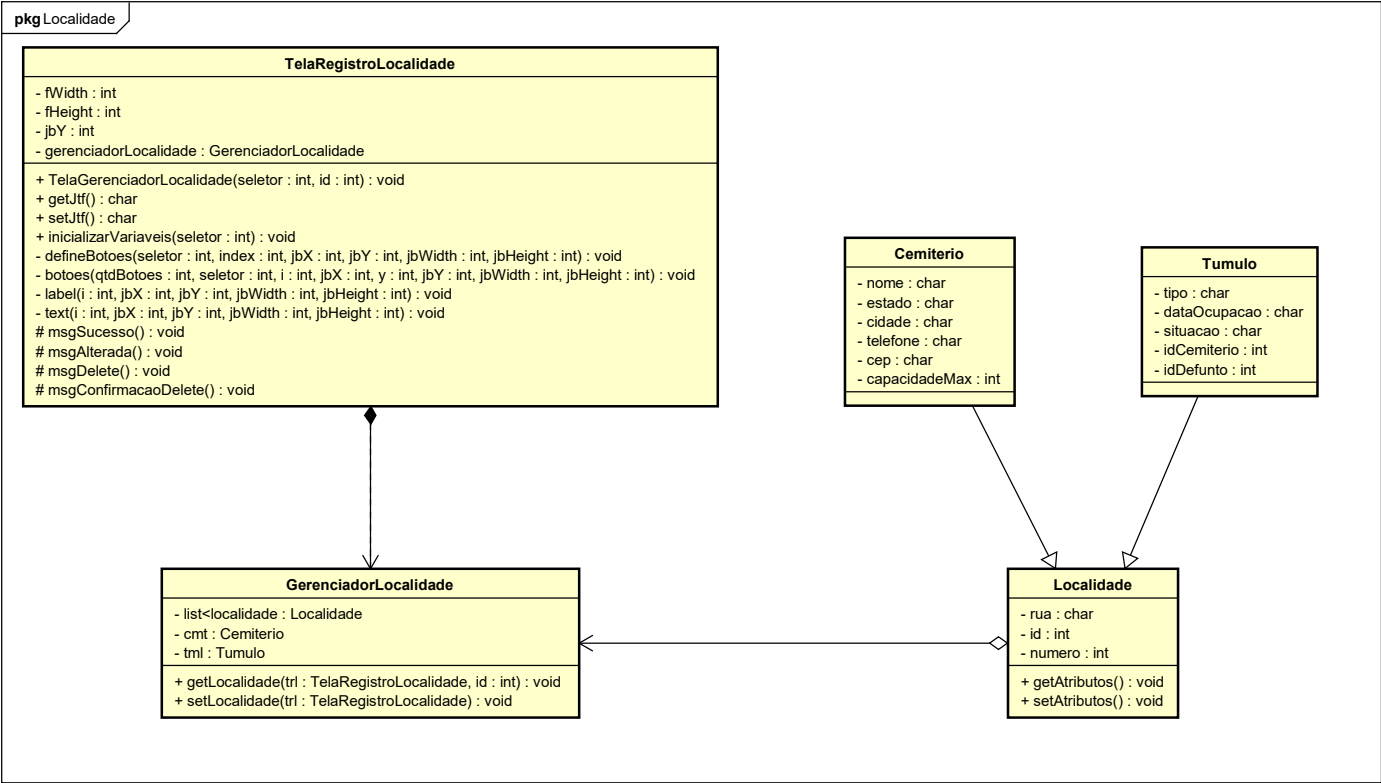 pkg Localidade
TelaRegistroLocalidade
- fWidth : int
- fHeight : int
- jbY : int
- gerenciadorLocalidade : GerenciadorLocalidade
+ TelaGerenciadorLocalidade(seletor : int, id : int) : void
+ getJtf() : char
+ setJtf() : char
+ inicializarVariaveis(seletor : int) : void
- defineBotoes(seletor : int, index : int, jbX : int, jbY : int, jbWidth : int, jbHeight : int) : void
- botoes(qtdBotoes : int, seletor : int, i : int, jbX : int, y : int, jbY : int, jbWidth : int, jbHeight : int) : void
- label(i : int, jbX : int, jbY : int, jbWidth : int, jbHeight : int) : void
- text(i : int, jbX : int, jbY : int, jbWidth : int, jbHeight : int) : void
# msgSucesso() : void
# msgAlterada() : void
# msgDelete() : void
# msgConfirmacaoDelete() : void
Cemiterio
- nome : char
- estado : char
- cidade : char
- telefone : char
- cep : char
- capacidadeMax : int
Tumulo
- tipo : char
- dataOcupacao : char
- situacao : char
- idCemiterio : int
- idDefunto : int
GerenciadorLocalidade
- list<localidade : Localidade
- cmt : Cemiterio
- tml : Tumulo
+ getLocalidade(trl : TelaRegistroLocalidade, id : int) : void
+ setLocalidade(trl : TelaRegistroLocalidade) : void
Localidade
- rua : char
- id : int
- numero : int
+ getAtributos() : void
+ setAtributos() : void